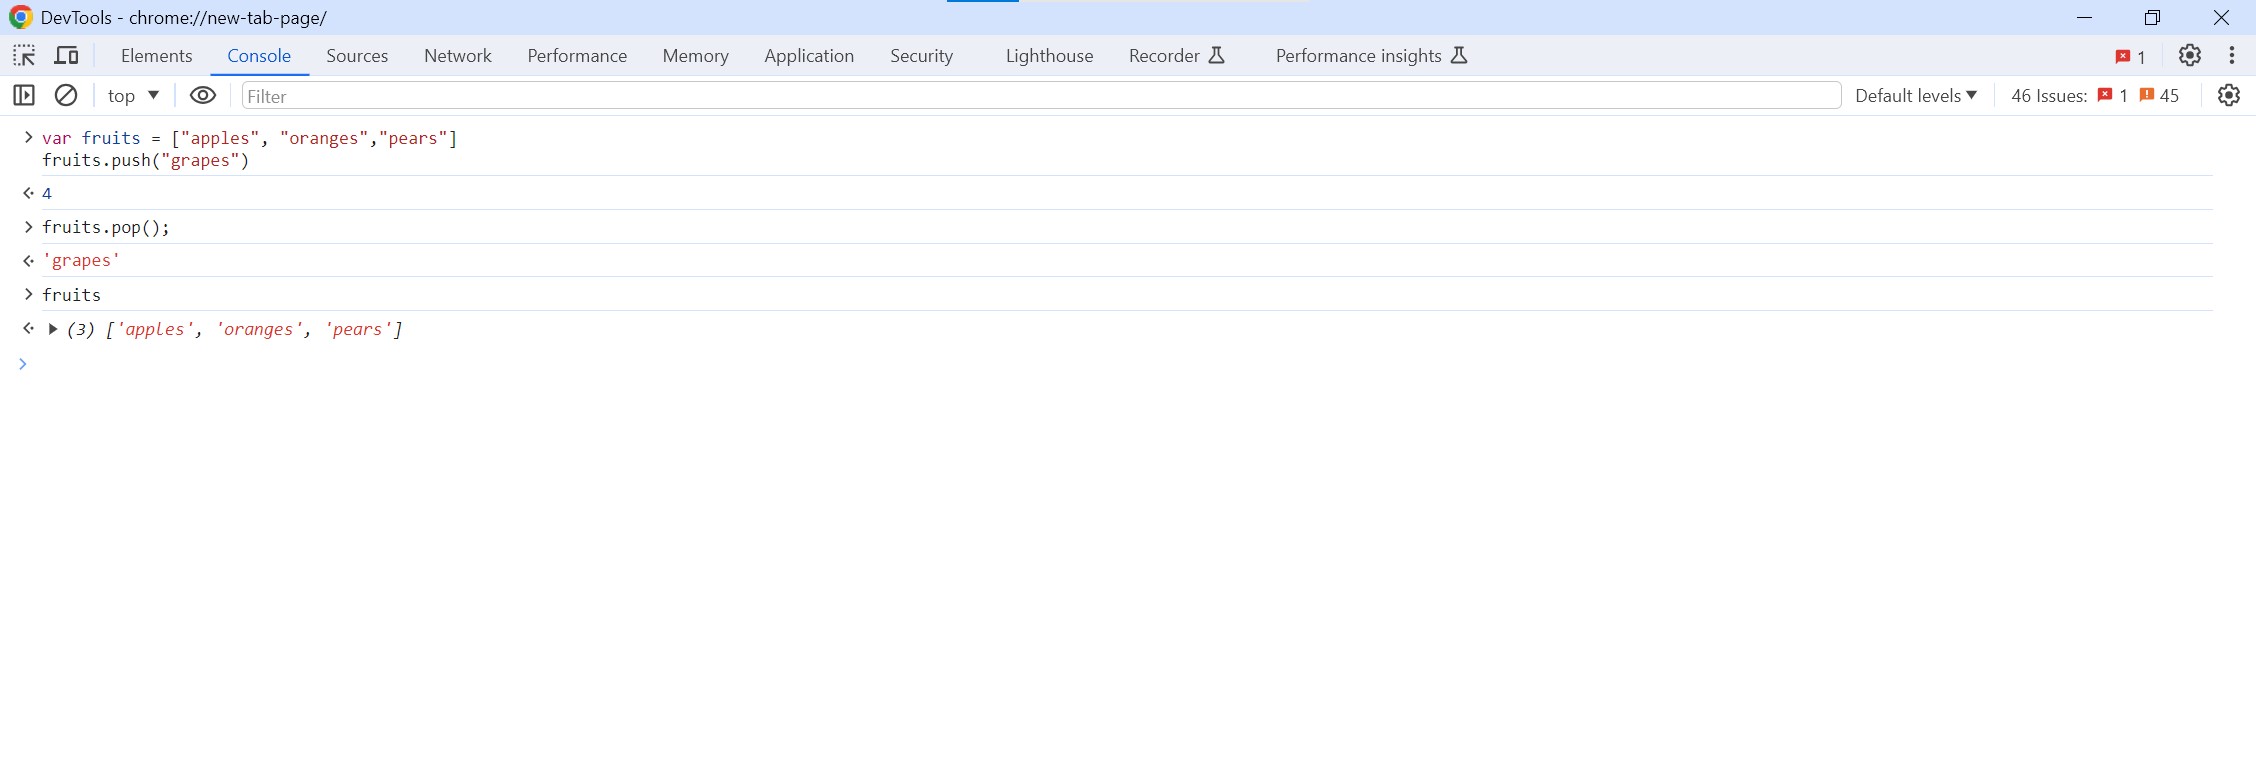 DevTools - chrome://new-tab-page/
Elements Console Sources Network Performance Memory Application Security Lighthouse Recorder Performance insights 1
top Filter Default levels 46 Issues: 1 45
var fruits = ["apples", "oranges","pears"]
fruits.push("grapes")
4
fruits.pop();
'grapes'
fruits
(3) ['apples', 'oranges', 'pears']